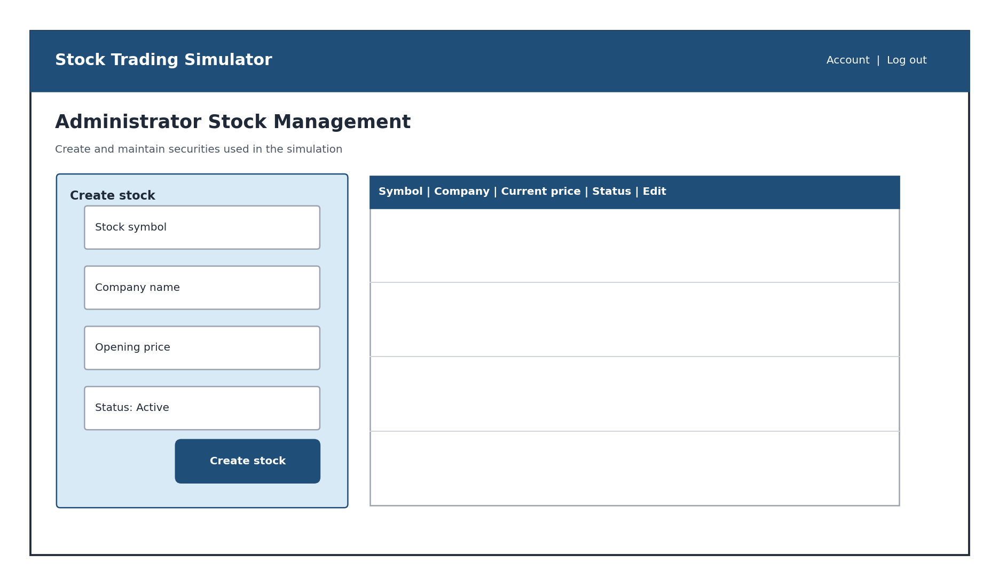 Stock Trading Simulator
Account | Log out
Administrator Stock Management
Create and maintain securities used in the simulation
Create stock
Stock symbol
Company name
Opening price
Status: Active
Create stock
Symbol | Company | Current price | Status | Edit